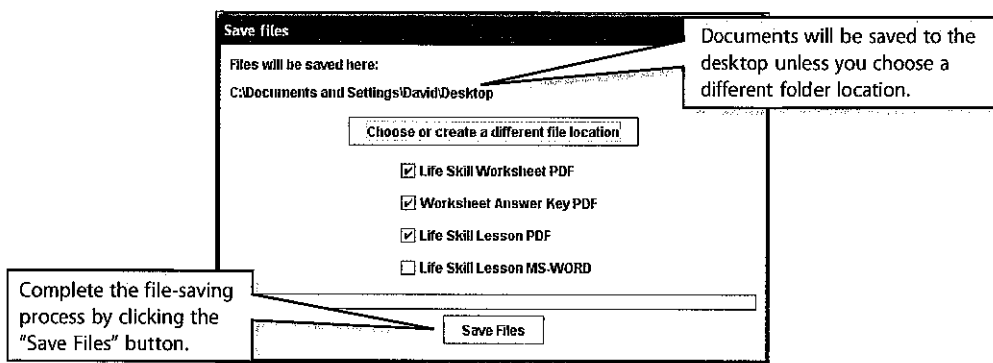 Save files
Documents will be saved to the
desktop unless you choose a
different folder location.
Files will be saved here:
C:\Documents and Settings\David\Desktop
Choose or create a different file location
Life Skill Worksheet PDF
Worksheet Answer Key PDF
Life Skill Lesson PDF
Life Skill Lesson MS-WORD
Complete the file-saving
process by clicking the
"Save Files" button.
Save Files